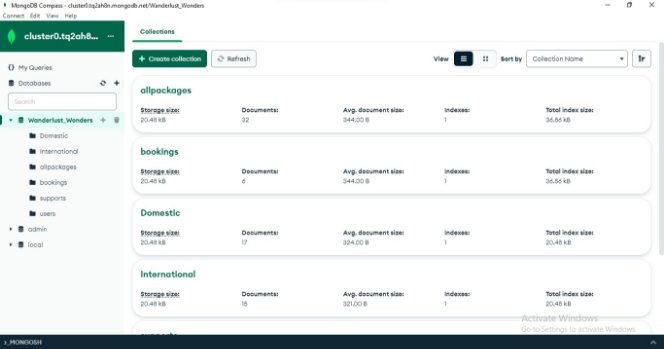 MongoDB Compass - cluster0.tq2ah8n.mongodb.net/Wanderlust_Wonders
Connect Edit View Help
cluster0.tq2ah8... ...
Collections
My Queries
Databases
Search
Wanderlust_Wonders
Domestic
International
allpackages
bookings
supports
users
admin
local
+ Create collection
Refresh
View
Sort by
Collection Name
allpackages
Storage size: Documents: Avg. document size: Indexes: Total index size:
20.48 kB 32 344.00 B 1 36.86 kB
bookings
Storage size: Documents: Avg. document size: Indexes: Total index size:
20.48 kB 6 344.00 B 1 36.86 kB
Domestic
Storage size: Documents: Avg. document size: Indexes: Total index size:
20.48 kB 17 324.00 B 1 20.48 kB
International
Storage size: Documents: Avg. document size: Indexes: Total index size:
20.48 kB 15 321.00 B 1 20.48 kB
supports
Activate Windows
Go to Settings to activate Windows.
>_MONGOSH